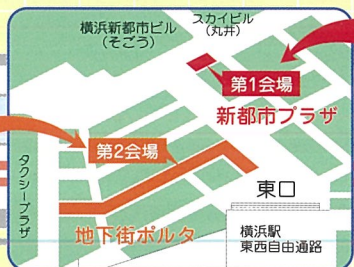 横浜新都市ビル
(そごう)
スカイビル
(丸井)
第1会場
新都市プラザ
第2会場
タクシープラザ
地下街ポルタ
東口
横浜駅
東西自由通路